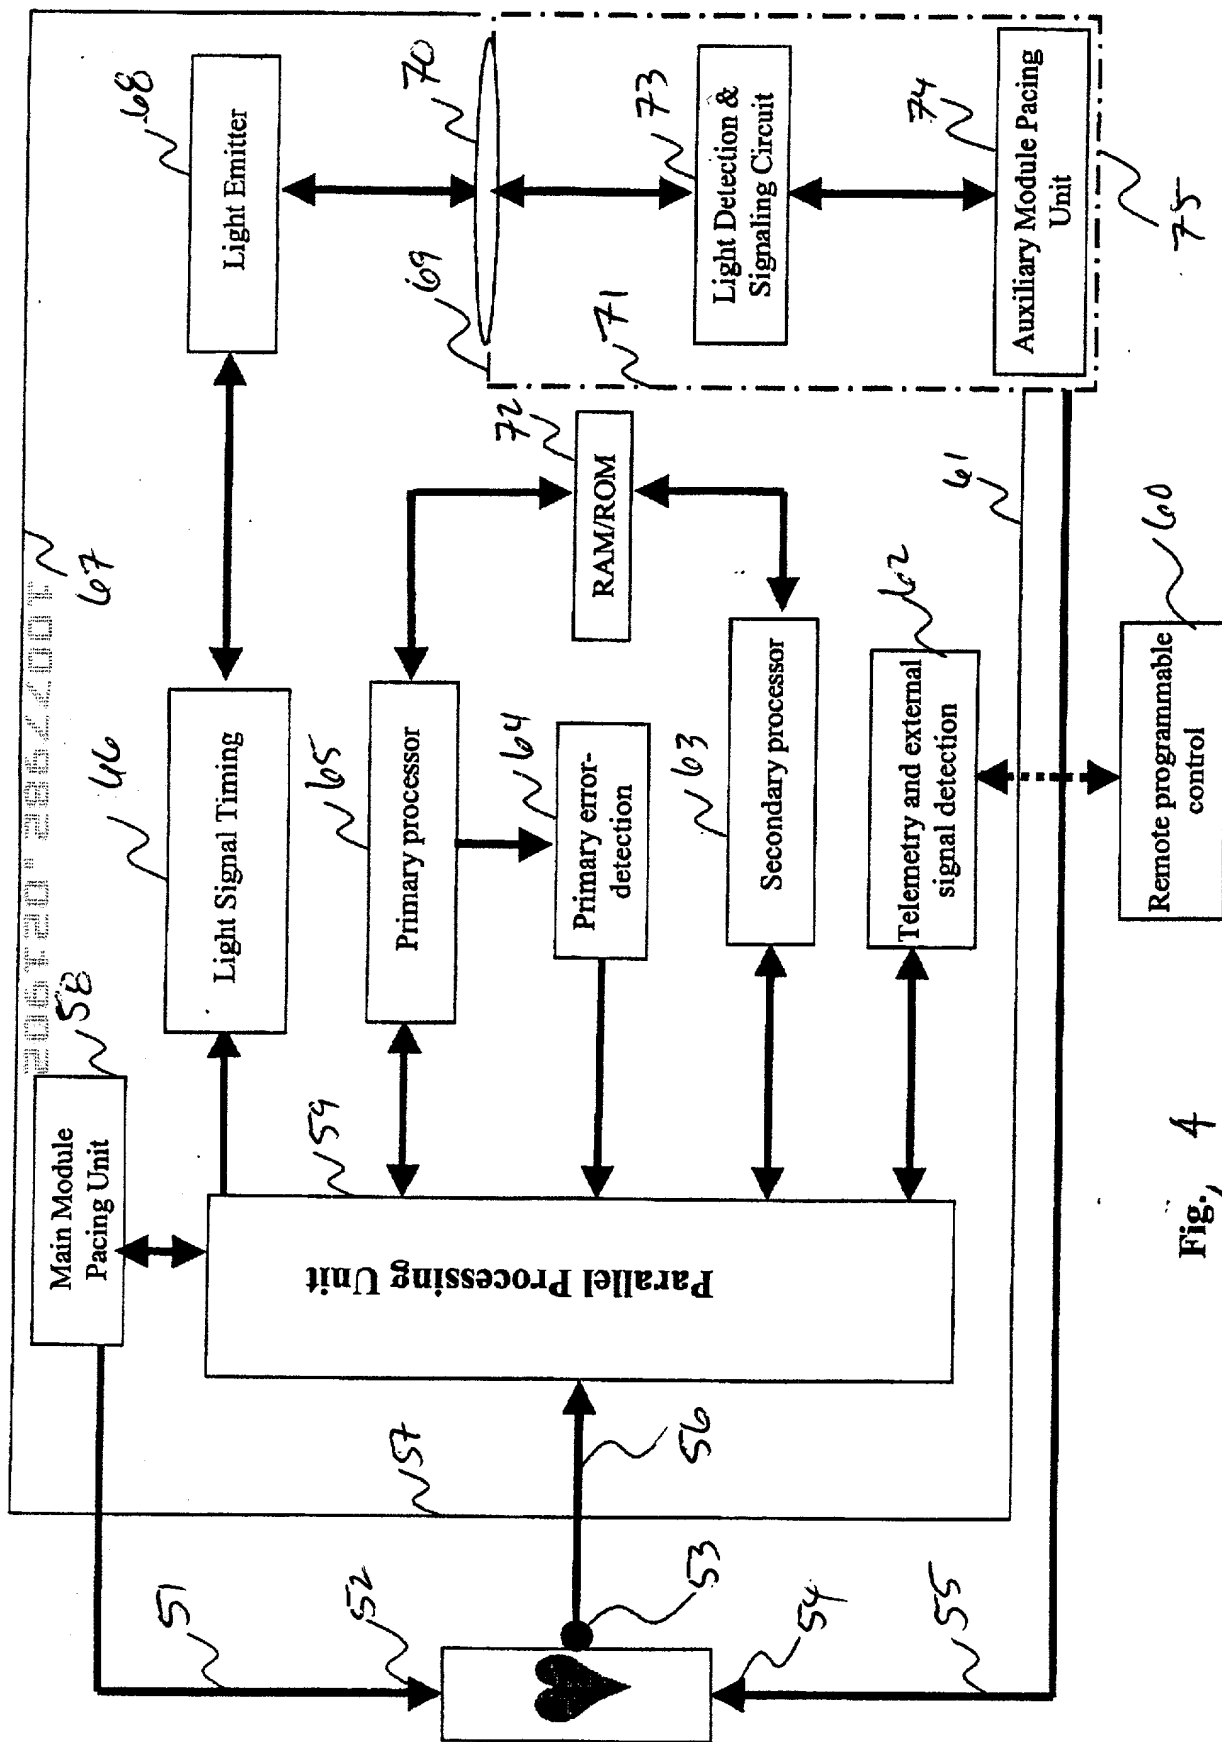 58
Main Module
Pacing Unit
67
46
Light Signal Timing
68
Light Emitter
51
57
59
65
Primary processor
69
70
52
Parallel Processing Unit
64
Primary error-
detection
72
RAM/ROM
71
73
Light Detection &
Signaling Circuit
53
56
63
Secondary processor
54
62
Telemetry and external
signal detection
61
74
Auxiliary Module Pacing
Unit
55
60
Remote programmable
control
75
Fig., 4